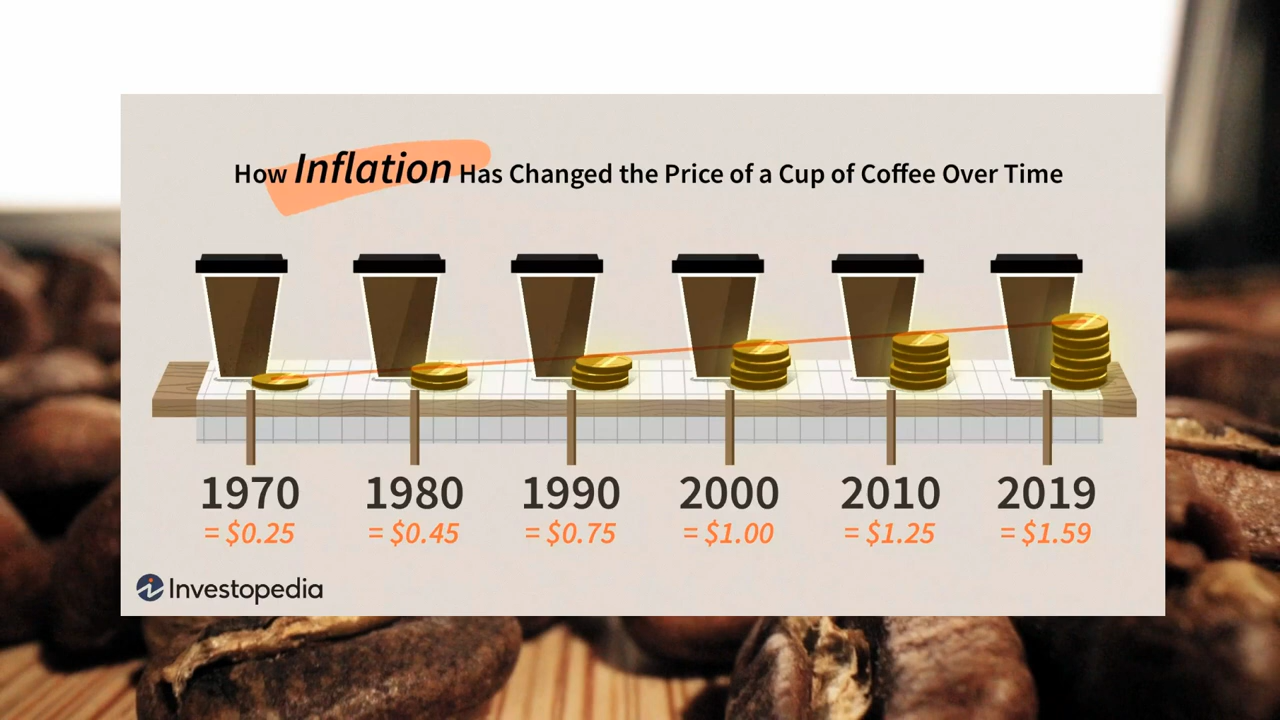 How Inflation Has Changed the Price of a Cup of Coffee Over Time
1970 1980 1990 2000 2010 2019
= $0.25 = $0.45 = $0.75 = $1.00 = $1.25 = $1.59
Investopedia